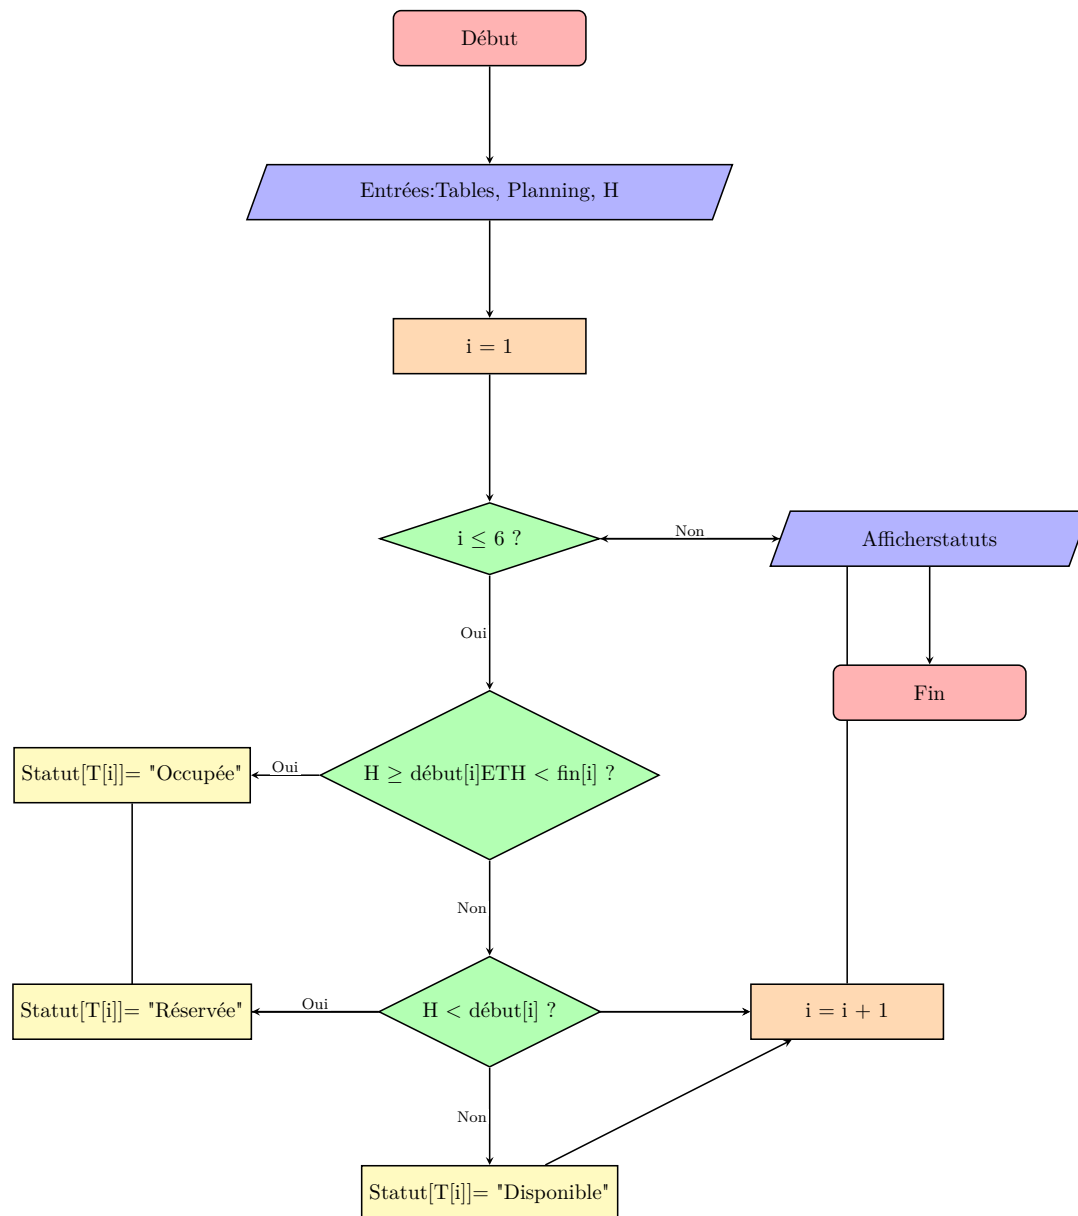 Début
Entrées:Tables, Planning, H
i = 1
i ≤ 6 ?
Non
Afficherstatuts
Oui
Fin
Statut[T[i]]= "Occupée"
Oui
H ≥ début[i]ETH < fin[i] ?
Non
Statut[T[i]]= "Réservée"
Oui
H < début[i] ?
i = i + 1
Non
Statut[T[i]]= "Disponible"